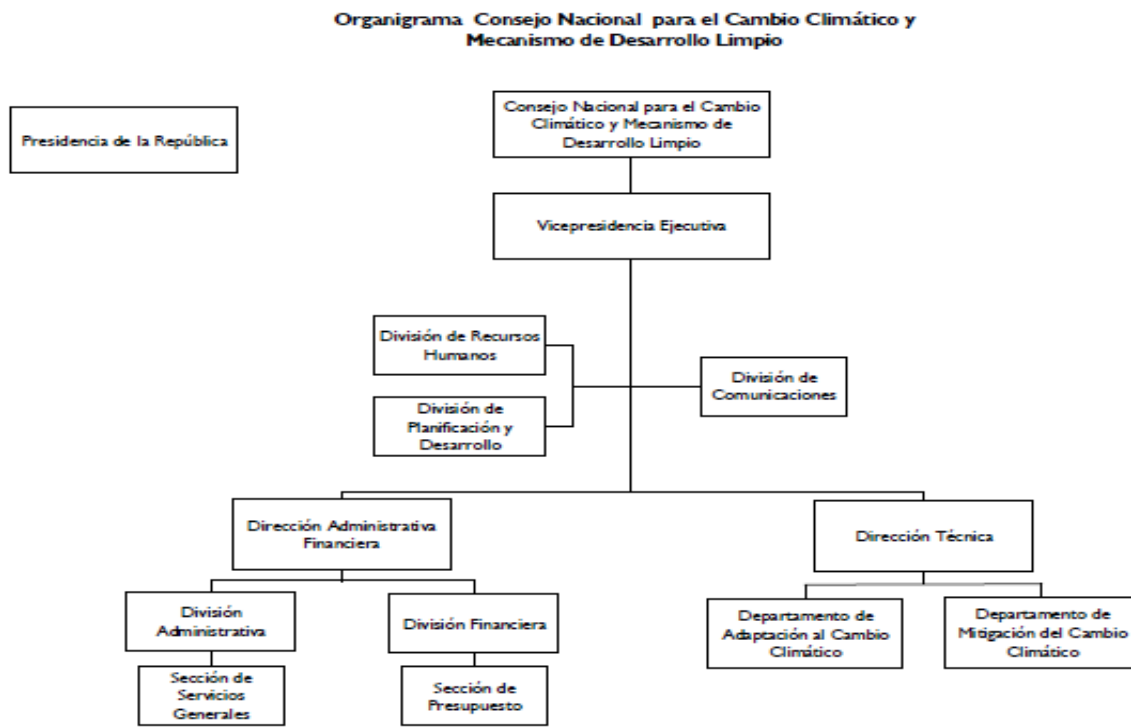 Organigrama Consejo Nacional para el Cambio Climático y
Mecanismo de Desarrollo Limpio
Presidencia de la República
Consejo Nacional para el Cambio
Climático y Mecanismo de
Desarrollo Limpio
Vicepresidencia Ejecutiva
División de Recursos
Humanos
División de
Comunicaciones
División de
Planificación y
Desarrollo
Dirección Administrativa
Financiera
Dirección Técnica
División
Administrativa
División Financiera
Departamento de
Adaptación al Cambio
Climático
Departamento de
Mitigación del Cambio
Climático
Sección de
Servicios
Generales
Sección de
Presupuesto